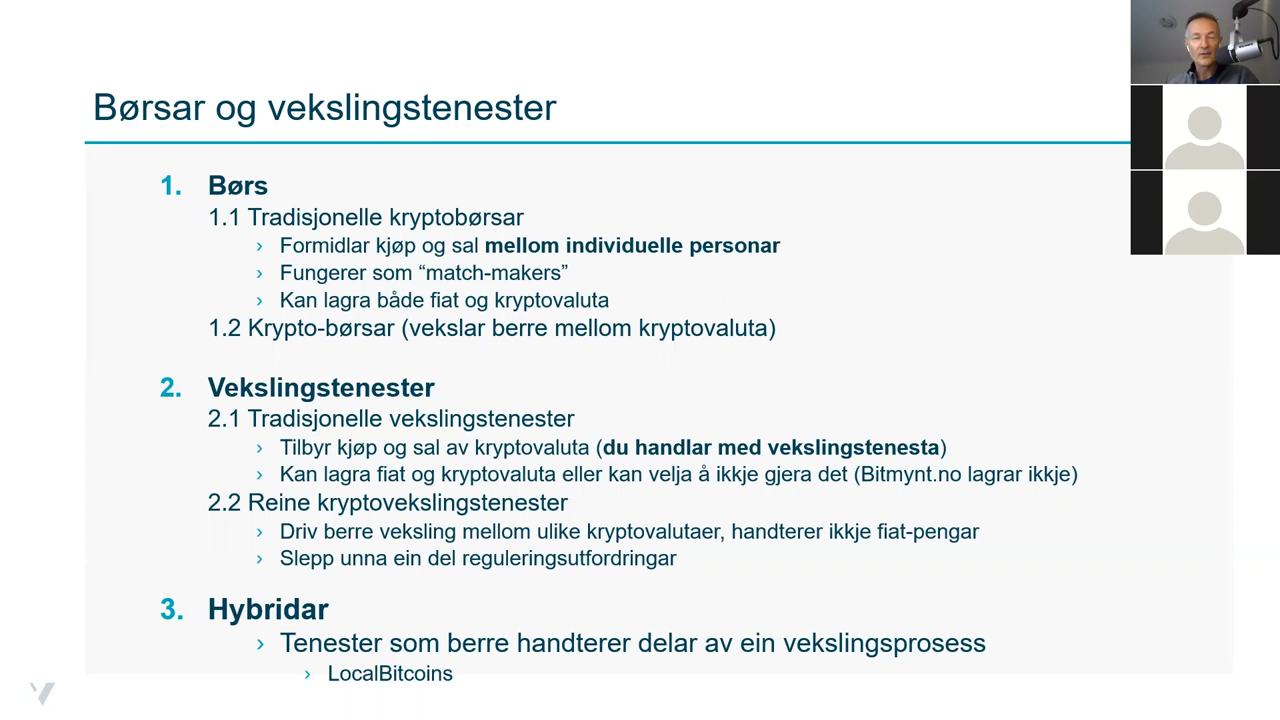 Børsar og vekslingstenester
1. Børs
1.1 Tradisjonelle kryptobørsar
› Formidlar kjøp og sal mellom individuelle personar
› Fungerer som “match-makers”
› Kan lagra både fiat og kryptovaluta
1.2 Krypto-børsar (vekslar berre mellom kryptovaluta)
2. Vekslingstenester
2.1 Tradisjonelle vekslingstenester
› Tilbyr kjøp og sal av kryptovaluta (du handlar med vekslingstenesta)
› Kan lagra fiat og kryptovaluta eller kan velja å ikkje gjera det (Bitmynt.no lagrar ikkje)
2.2 Reine kryptovekslingstenester
› Driv berre veksling mellom ulike kryptovalutaer, handterer ikkje fiat-pengar
› Slepp unna ein del reguleringsutfordringar
3. Hybridar
› Tenester som berre handterer delar av ein vekslingsprosess
› LocalBitcoins